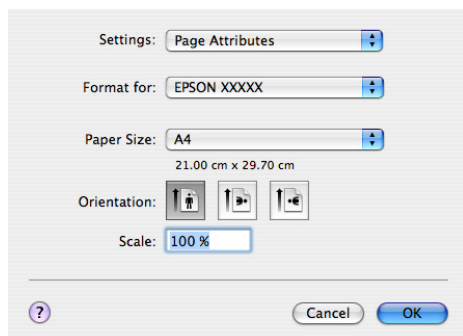 Settings: Page Attributes
Format for: EPSON XXXXX
Paper Size: A4
21.00 cm x 29.70 cm
Orientation:
Scale: 100 %
? Cancel OK